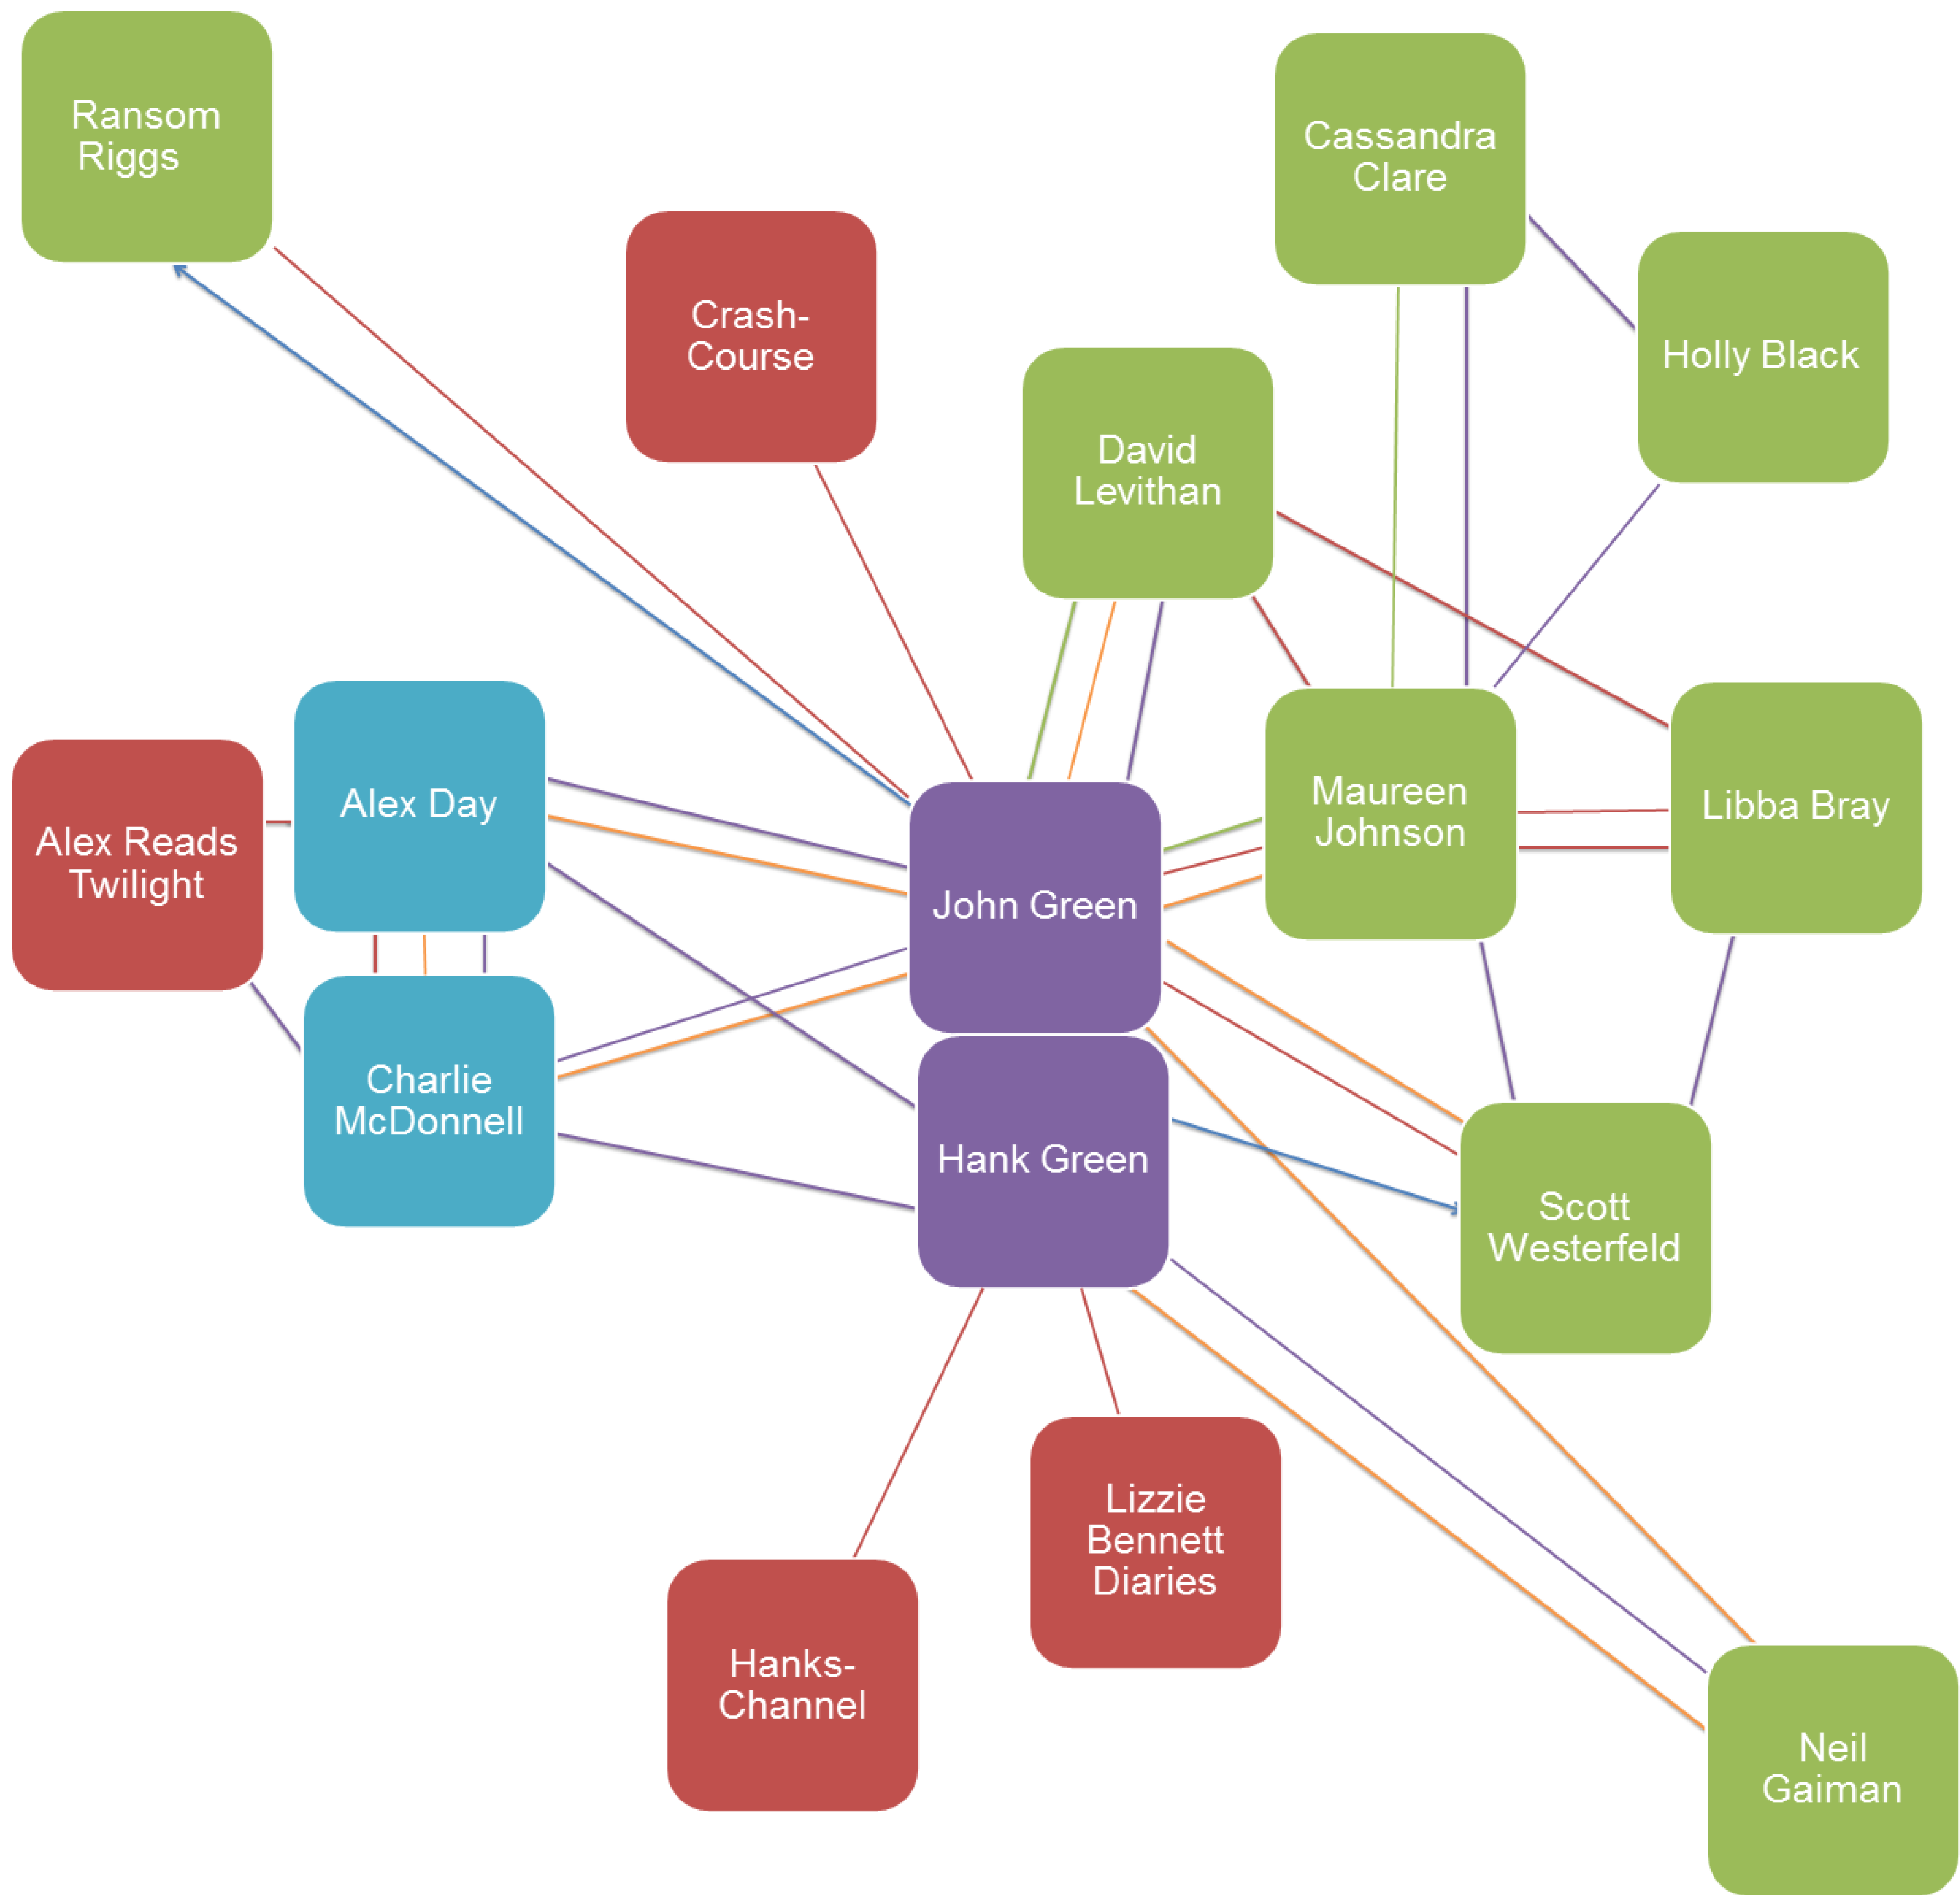 Ransom
Riggs
Cassandra
Clare
Crash-
Course
Holly Black
David
Levithan
Alex Day
Alex Reads
Twilight
Maureen
Johnson
Libba Bray
John Green
Charlie
McDonnell
Hank Green
Scott
Westerfeld
Lizzie
Bennett
Diaries
Hanks-
Channel
Neil
Gaiman